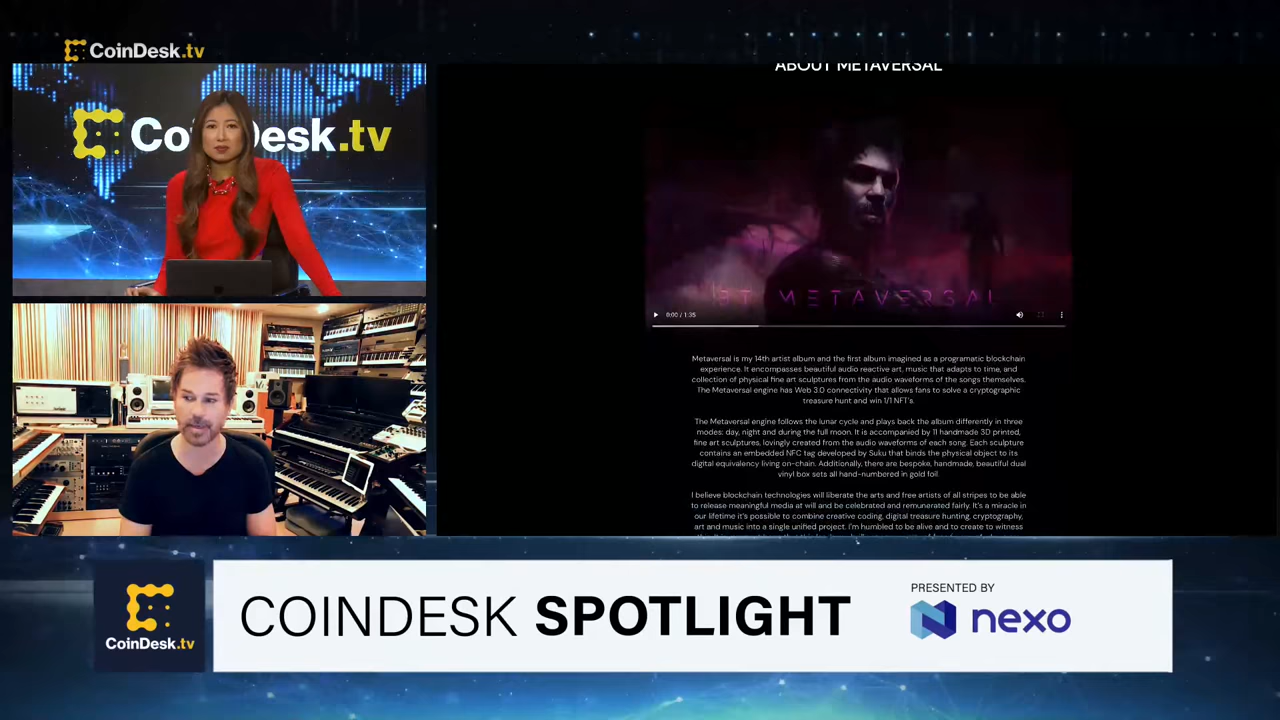 CoinDesk.tv
CoinDesk.tv
ABOUT METAVERSAL
BT METAVERSAL
0:00 / 1:35
Metaversal is my 14th artist album and the first album imagined as a programatic blockchain
experience. It encompasses beautiful audio reactive art, music that adapts to time, and
collection of physical fine art sculptures from the audio waveforms of the songs themselves.
The Metaversal engine has Web 3.0 connectivity that allows fans to solve a cryptographic
treasure hunt and win 1/1 NFT's.
The Metaversal engine follows the lunar cycle and plays back the album differently in three
modes: day, night and during the full moon. It is accompanied by 11 handmade 3D printed,
fine art sculptures, lovingly created from the audio waveforms of each song. Each sculpture
contains an embedded NFC tag developed by Suku that binds the physical object to its
digital equivalency living on-chain. Additionally, there are bespoke, handmade, beautiful dual
vinyl box sets all hand-numbered in gold foil.
I believe blockchain technologies will liberate the arts and free artists of all stripes to be able
to release meaningful media at will and be celebrated and remunerated fairly. It's a miracle in
our lifetime it's possible to combine creative coding, digital treasure hunting, cryptography,
art and music into a single unified project. I'm humbled to be alive and to create to witness
CoinDesk.tv
COINDESK SPOTLIGHT
PRESENTED BY
nexo